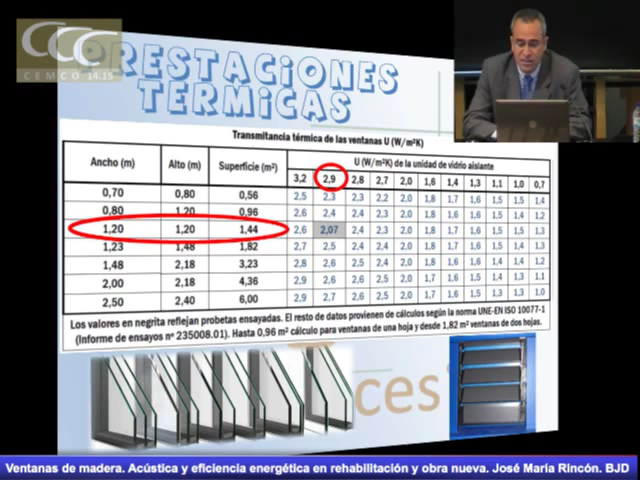 CCC
CEMCO 14.15
PRESTACIONES
TÉRMICAS
Transmitancia térmica de las ventanas U (W/m²K)
Ancho (m) Alto (m) Superficie (m²) U (W/m²K) de la unidad de vidrio aislante
3,2 2,9 2,8 2,7 2,0 1,6 1,4 1,3 1,1 1,0 0,7
0,70 0,80 0,56 2,5 2,3 2,3 2,2 2,0 1,8 1,7 1,6 1,5 1,5 1,4
0,80 1,20 0,96 2,6 2,4 2,4 2,3 2,0 1,8 1,6 1,6 1,5 1,4 1,2
1,20 1,20 1,44 2,6 2,07 2,4 2,3 2,0 1,8 1,7 1,6 1,5 1,5 1,3
1,23 1,48 1,82 2,7 2,5 2,4 2,3 2,0 1,8 1,7 1,6 1,5 1,4 1,3
1,48 2,18 3,23 2,8 2,6 2,5 2,4 2,0 1,8 1,6 1,6 1,4 1,4 1,2
2,00 2,18 4,36 2,9 2,6 2,6 2,5 2,0 1,7 1,6 1,5 1,4 1,3 1,1
2,50 2,40 6,00 2,9 2,7 2,6 2,5 2,0 1,7 1,6 1,5 1,3 1,3 1,0
Los valores en negrita reflejan probetas ensayadas. El resto de datos provienen de cálculos según la norma UNE-EN ISO 10077-1
(Informe de ensayos nº 235008.01). Hasta 0,96 m² cálculo para ventanas de una hoja y desde 1,82 m² ventanas de dos hojas.
ces
Ventanas de madera. Acústica y eficiencia energética en rehabilitación y obra nueva. José María Rincón. BJD